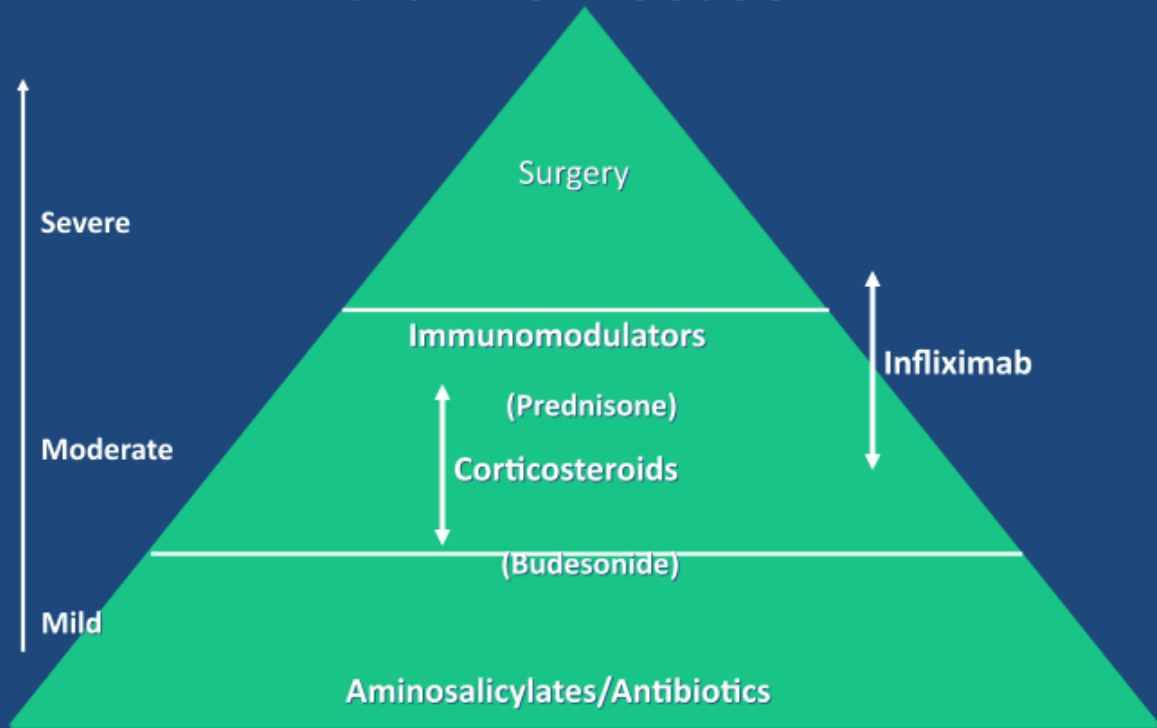 Surgery
Severe
Immunomodulators
Infliximab
(Prednisone)
Moderate
Corticosteroids
(Budesonide)
Mild
Aminosalicylates/Antibiotics